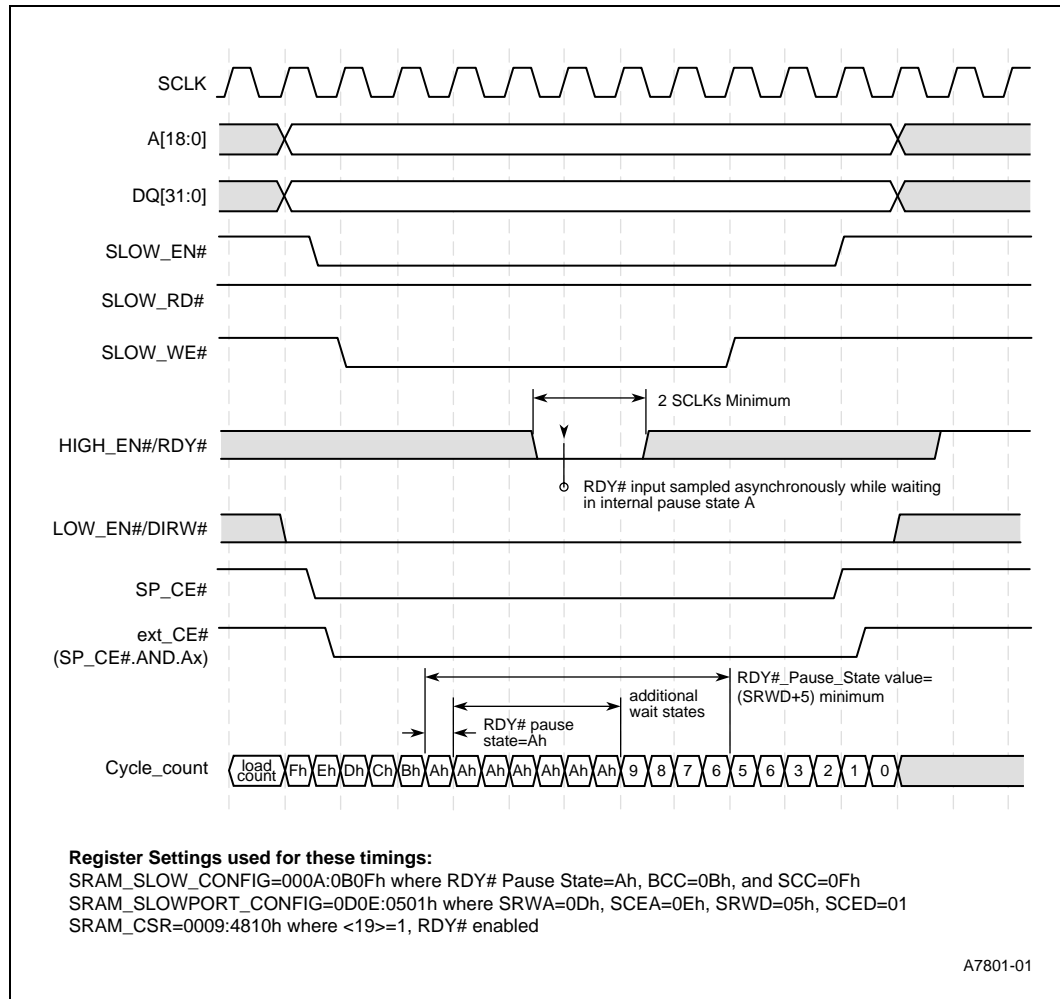 SCLK
A[18:0]
DQ[31:0]
SLOW_EN#
SLOW_RD#
SLOW_WE#
2 SCLKs Minimum
HIGH_EN#/RDY#
RDY# input sampled asynchronously while waiting
in internal pause state A
LOW_EN#/DIRW#
SP_CE#
ext_CE#
(SP_CE#.AND.Ax)
RDY#_Pause_State value=
(SRWD+5) minimum
additional
wait states
RDY# pause
state=Ah
Cycle_count
load
count
Fh Eh Dh Ch Bh Ah Ah Ah Ah Ah Ah Ah 9 8 7 6 5 6 3 2 1 0
Register Settings used for these timings:
SRAM_SLOW_CONFIG=000A:0B0Fh where RDY# Pause State=Ah, BCC=0Bh, and SCC=0Fh
SRAM_SLOWPORT_CONFIG=0D0E:0501h where SRWA=0Dh, SCEA=0Eh, SRWD=05h, SCED=01
SRAM_CSR=0009:4810h where <19>=1, RDY# enabled
A7801-01